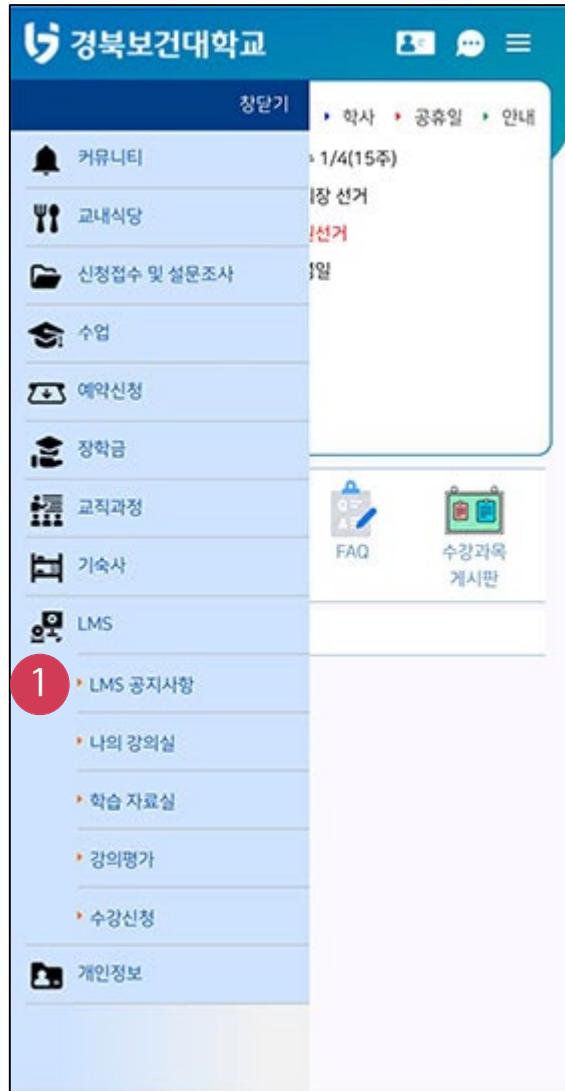 경북보건대학교
창닫기
학사 공휴일 안내
커뮤니티
1/4(15주)
장 선거
교내식당
선거
신청접수 및 설문조사
일
수업
예약신청
장학금
교직과정
FAQ
수강과목
게시판
기숙사
LMS
1
LMS 공지사항
나의 강의실
학습 자료실
강의평가
수강신청
개인정보